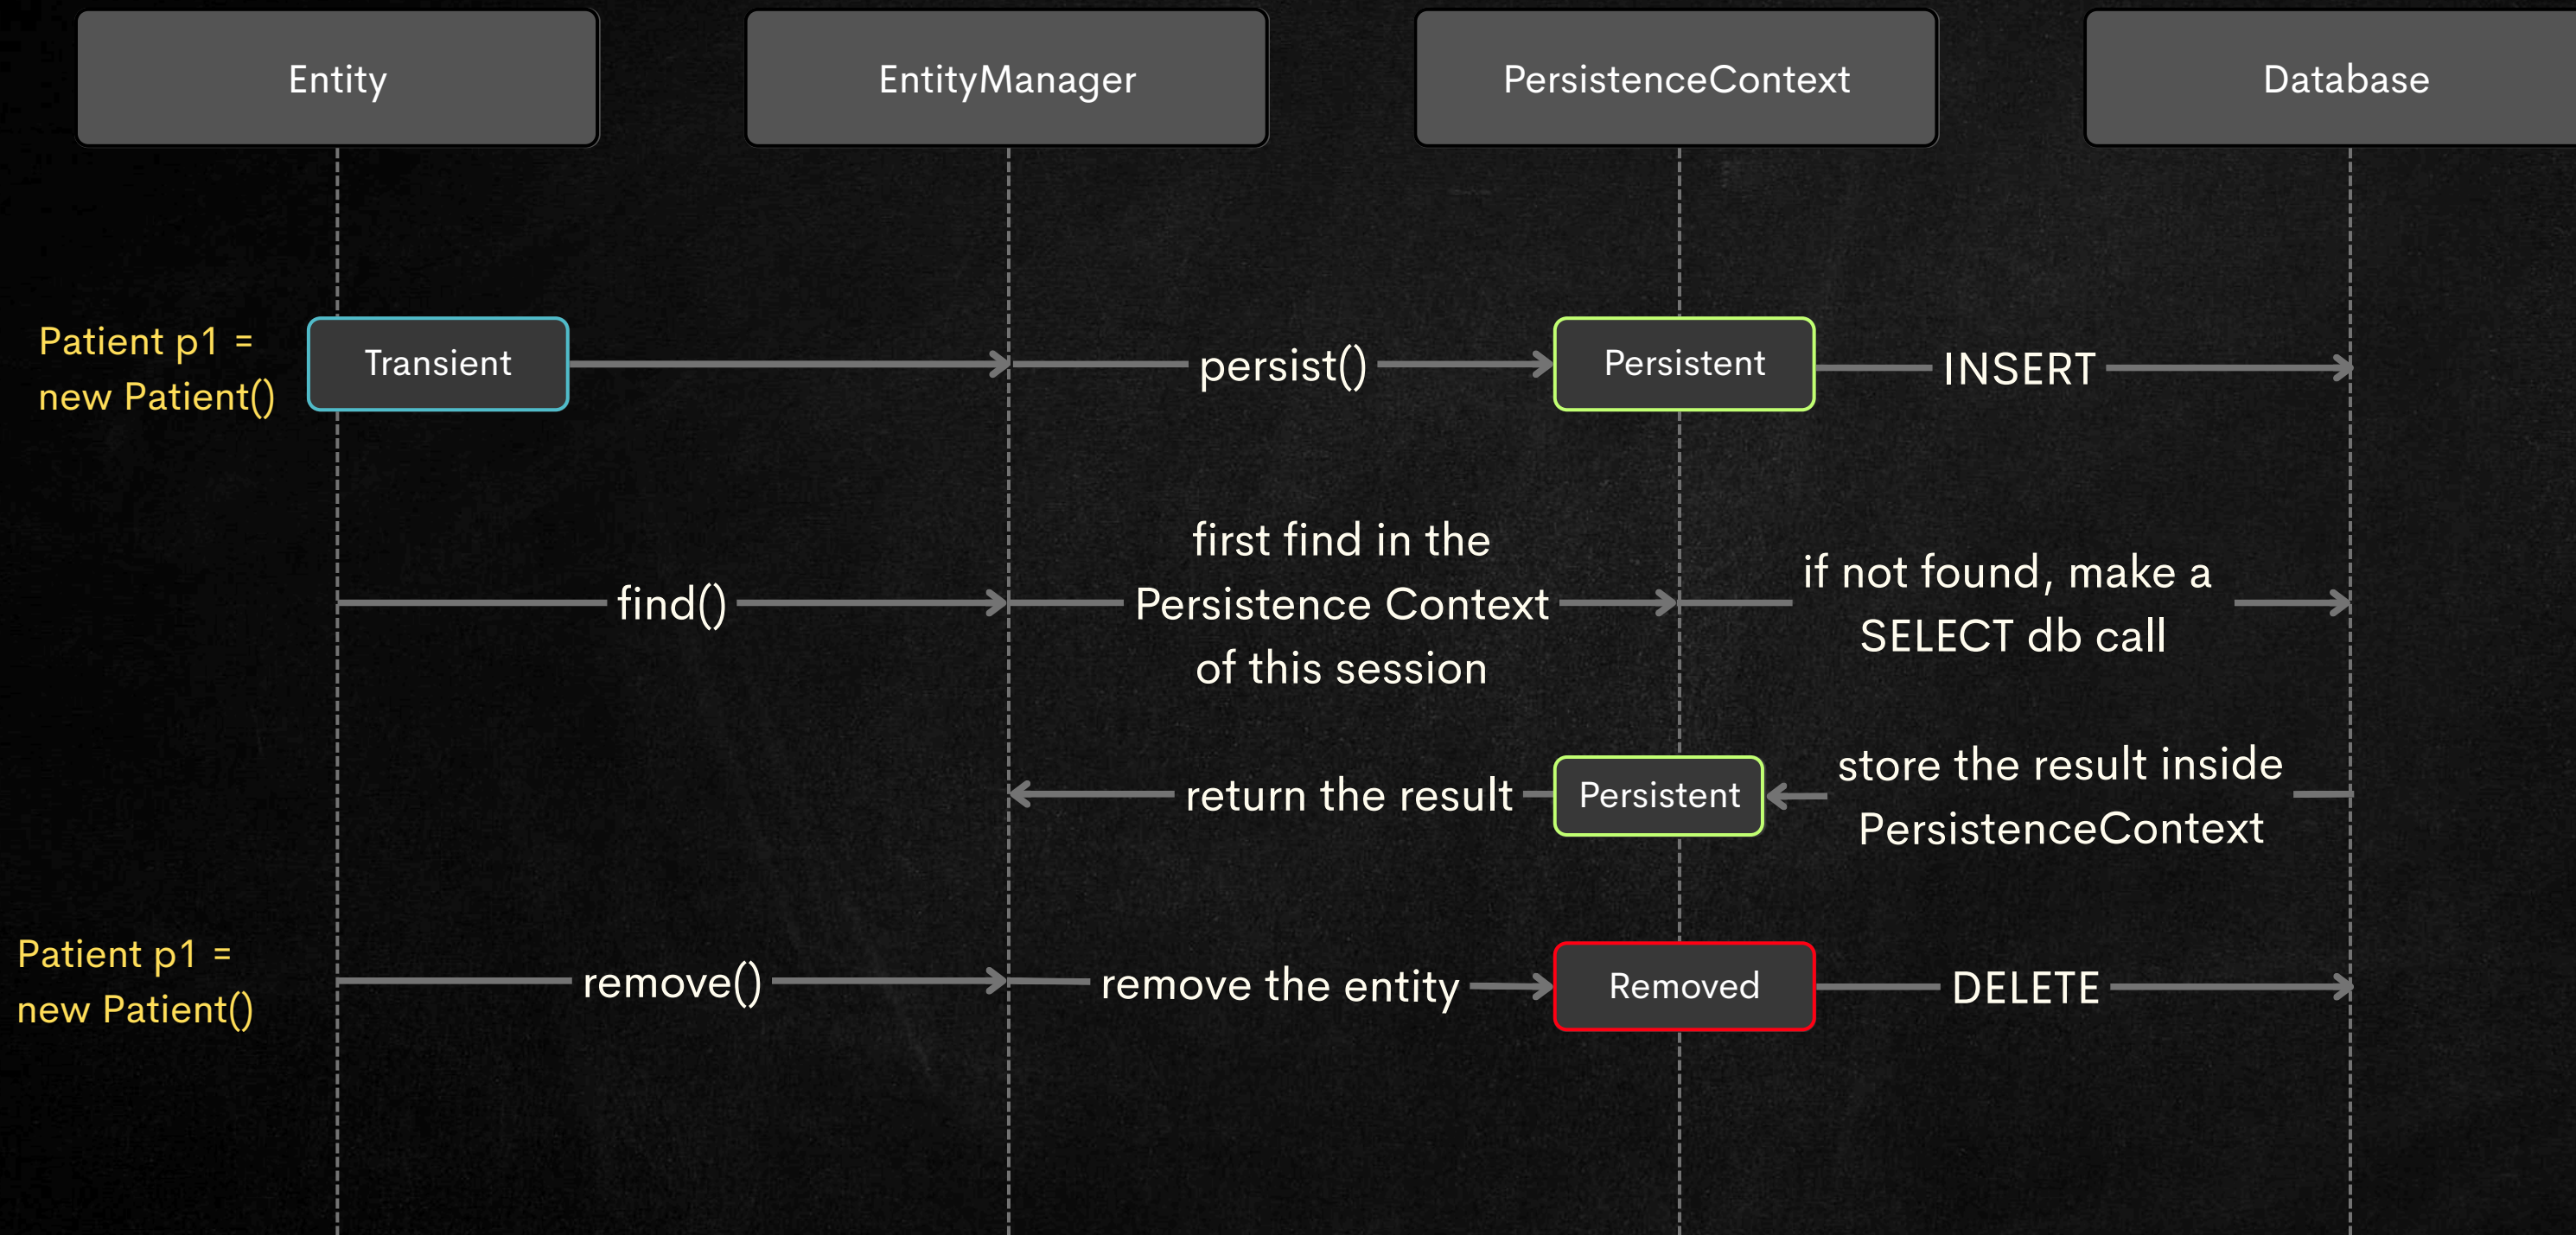 Entity
EntityManager
PersistenceContext
Database
Patient p1 =
new Patient()
Transient
persist()
Persistent
INSERT
find()
first find in the
Persistence Context
of this session
if not found, make a
SELECT db call
return the result
Persistent
store the result inside
PersistenceContext
Patient p1 =
new Patient()
remove()
remove the entity
Removed
DELETE